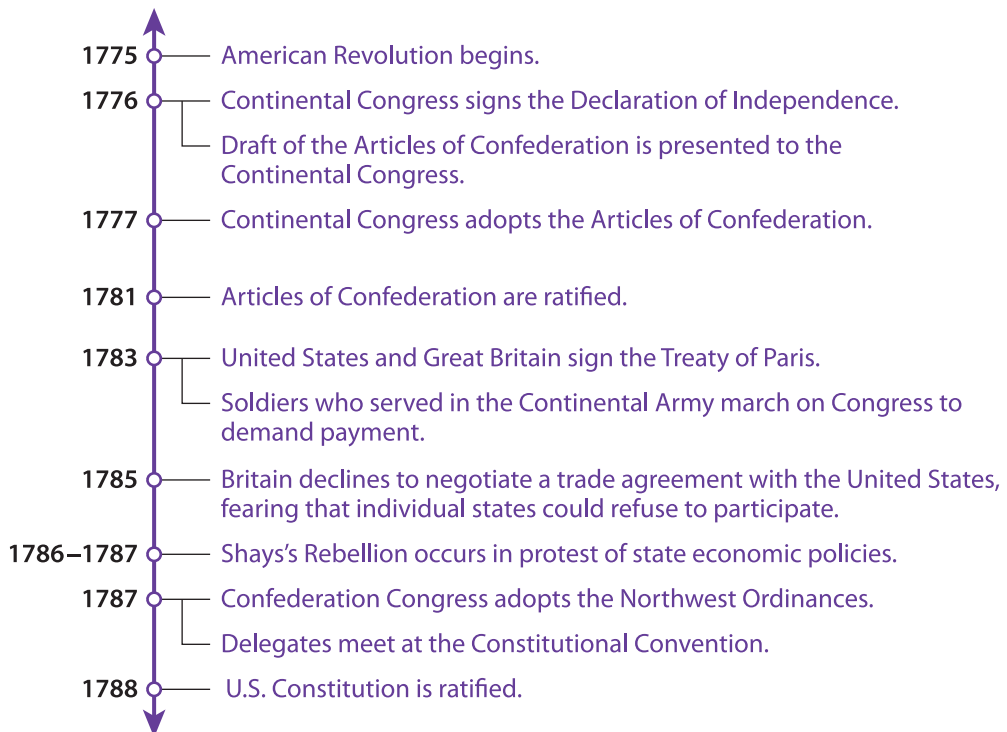 1775 American Revolution begins.
1776 Continental Congress signs the Declaration of Independence.
Draft of the Articles of Confederation is presented to the
Continental Congress.
1777 Continental Congress adopts the Articles of Confederation.
1781 Articles of Confederation are ratified.
1783 United States and Great Britain sign the Treaty of Paris.
Soldiers who served in the Continental Army march on Congress to
demand payment.
1785 Britain declines to negotiate a trade agreement with the United States,
fearing that individual states could refuse to participate.
1786–1787 Shays's Rebellion occurs in protest of state economic policies.
1787 Confederation Congress adopts the Northwest Ordinances.
Delegates meet at the Constitutional Convention.
1788 U.S. Constitution is ratified.